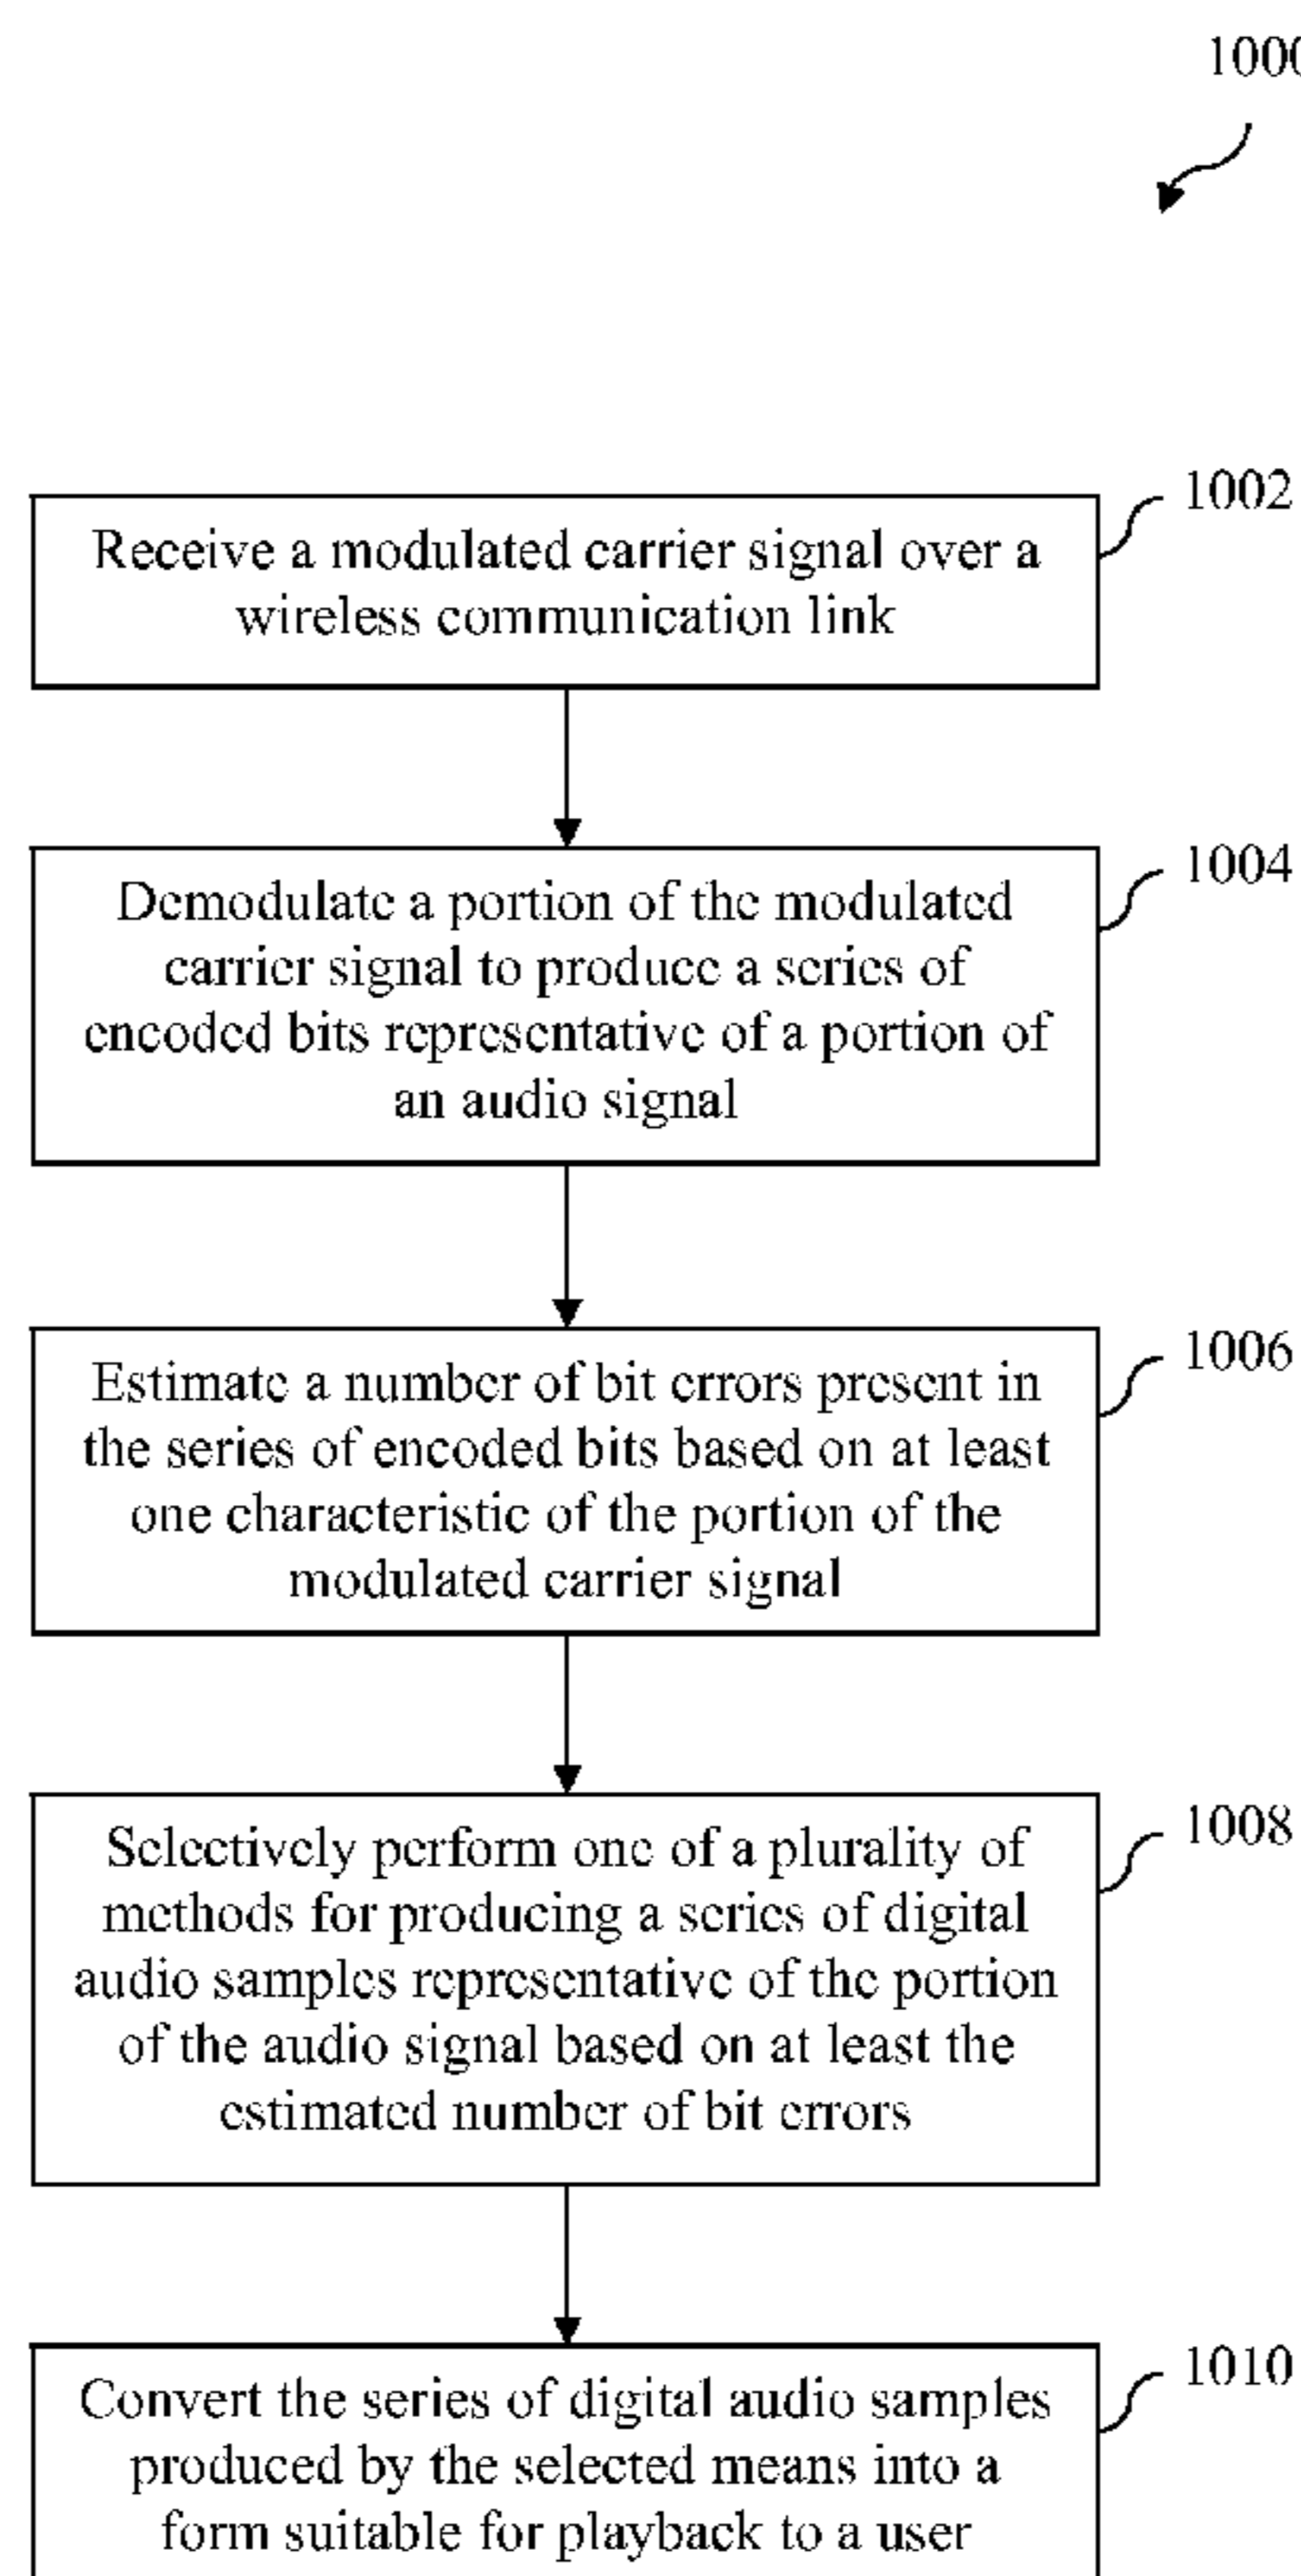 1000
1002
Receive a modulated carrier signal over a
wireless communication link
1004
Demodulate a portion of the modulated
carrier signal to produce a series of
encoded bits representative of a portion of
an audio signal
1006
Estimate a number of bit errors present in
the series of encoded bits based on at least
one characteristic of the portion of the
modulated carrier signal
1008
Selectively perform one of a plurality of
methods for producing a series of digital
audio samples representative of the portion
of the audio signal based on at least the
estimated number of bit errors
1010
Convert the series of digital audio samples
produced by the selected means into a
form suitable for playback to a user